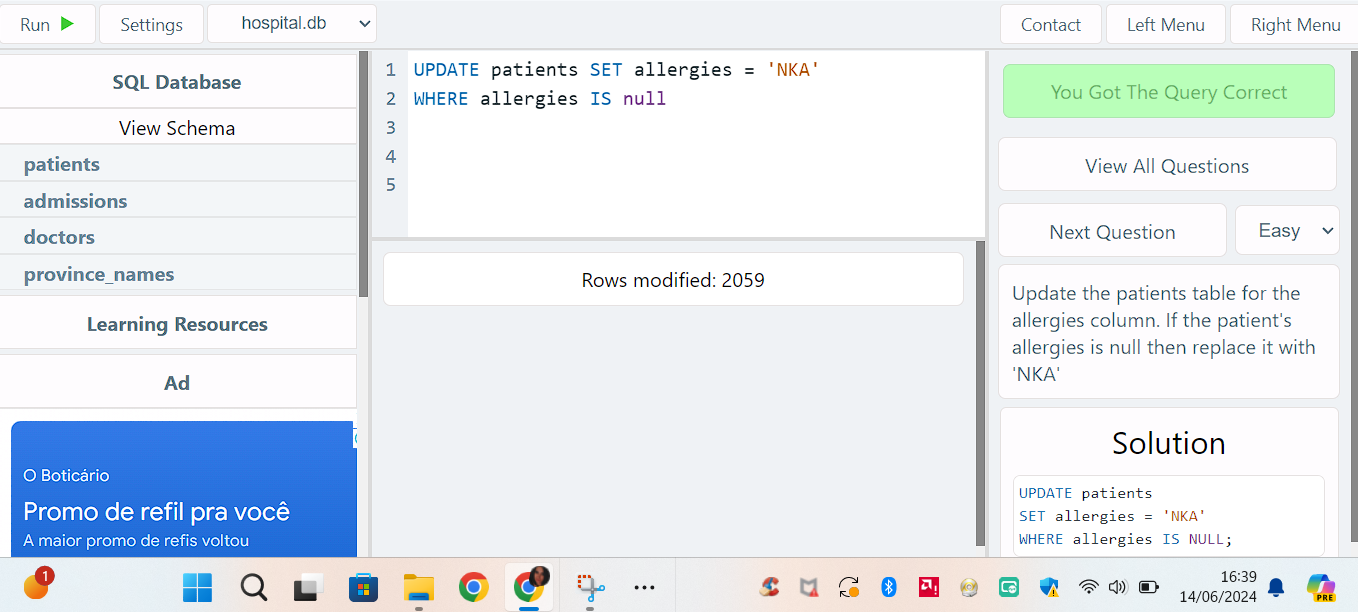 Run
Settings
hospital.db
Contact
Left Menu
Right Menu
SQL Database
View Schema
patients
admissions
doctors
province_names
Learning Resources
Ad
O Boticário
Promo de refil pra você
A maior promo de refis voltou
1 UPDATE patients SET allergies = 'NKA'
2 WHERE allergies IS null
3
4
5
Rows modified: 2059
You Got The Query Correct
View All Questions
Next Question
Easy
Update the patients table for the
allergies column. If the patient's
allergies is null then replace it with
'NKA'
Solution
UPDATE patients
SET allergies = 'NKA'
WHERE allergies IS NULL;
1
16:39
14/06/2024
PRE